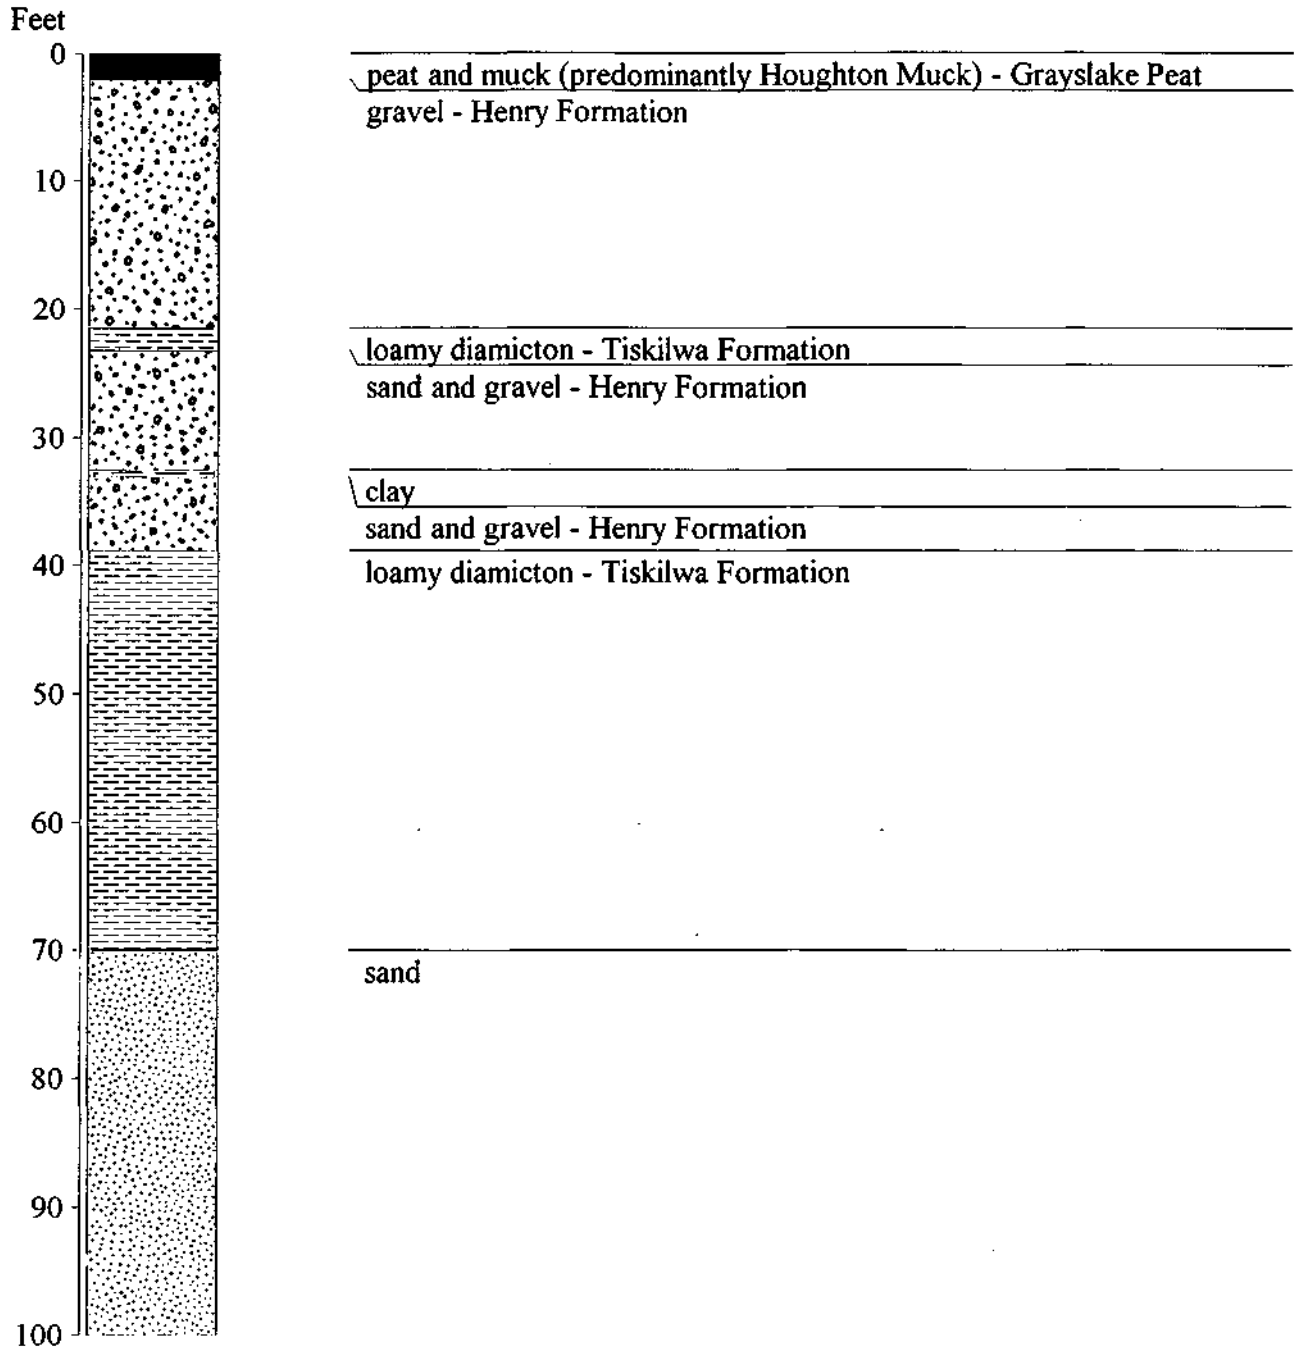 Feet
0
peat and muck (predominantly Houghton Muck) - Grayslake Peat
gravel - Henry Formation
10
20
loamy diamicton - Tiskilwa Formation
sand and gravel - Henry Formation
30
clay
sand and gravel - Henry Formation
40
loamy diamicton - Tiskilwa Formation
50
60
70
sand
80
90
100